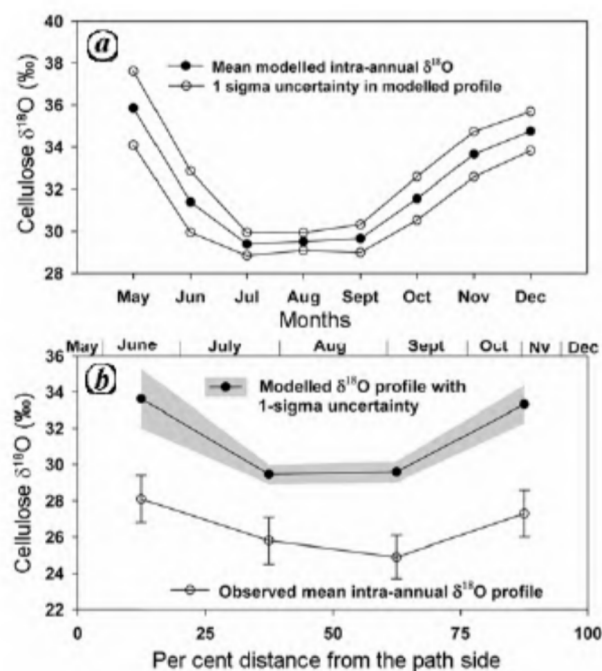 40
38
36
34
32
30
28
Cellulose δ¹⁸O (‰)
a
Mean modelled intra-annual δ¹⁸O
1 sigma uncertainty in modelled profile
May Jun Jul Aug Sept Oct Nov Dec
Months
May June July Aug Sept Oct Nv Dec
36
34
32
30
28
26
24
22
Cellulose δ¹⁸O (‰)
b
Modelled δ¹⁸O profile with
1-sigma uncertainty
Observed mean intra-annual δ¹⁸O profile
0 25 50 75 100
Per cent distance from the path side